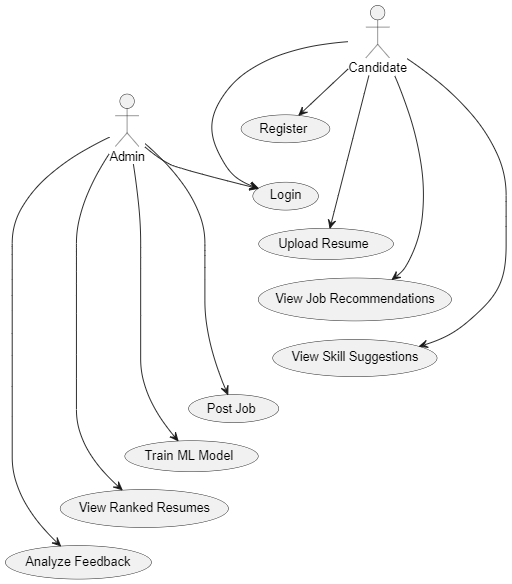 Candidate
Admin
Register
Login
Upload Resume
View Job Recommendations
View Skill Suggestions
Post Job
Train ML Model
View Ranked Resumes
Analyze Feedback